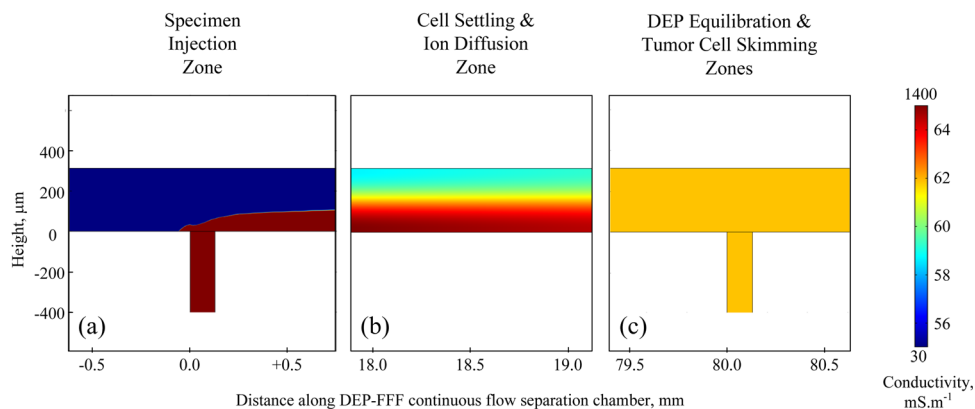 Specimen
Injection
Zone
Cell Settling &
Ion Diffusion
Zone
DEP Equilibration &
Tumor Cell Skimming
Zones
Height, µm
400
200
0
-200
-400
(a)
(b)
(c)
-0.5
0.0
+0.5
18.0
18.5
19.0
79.5
80.0
80.5
Distance along DEP-FFF continuous flow separation chamber, mm
1400
64
62
60
58
56
30
Conductivity,
mS.m⁻¹